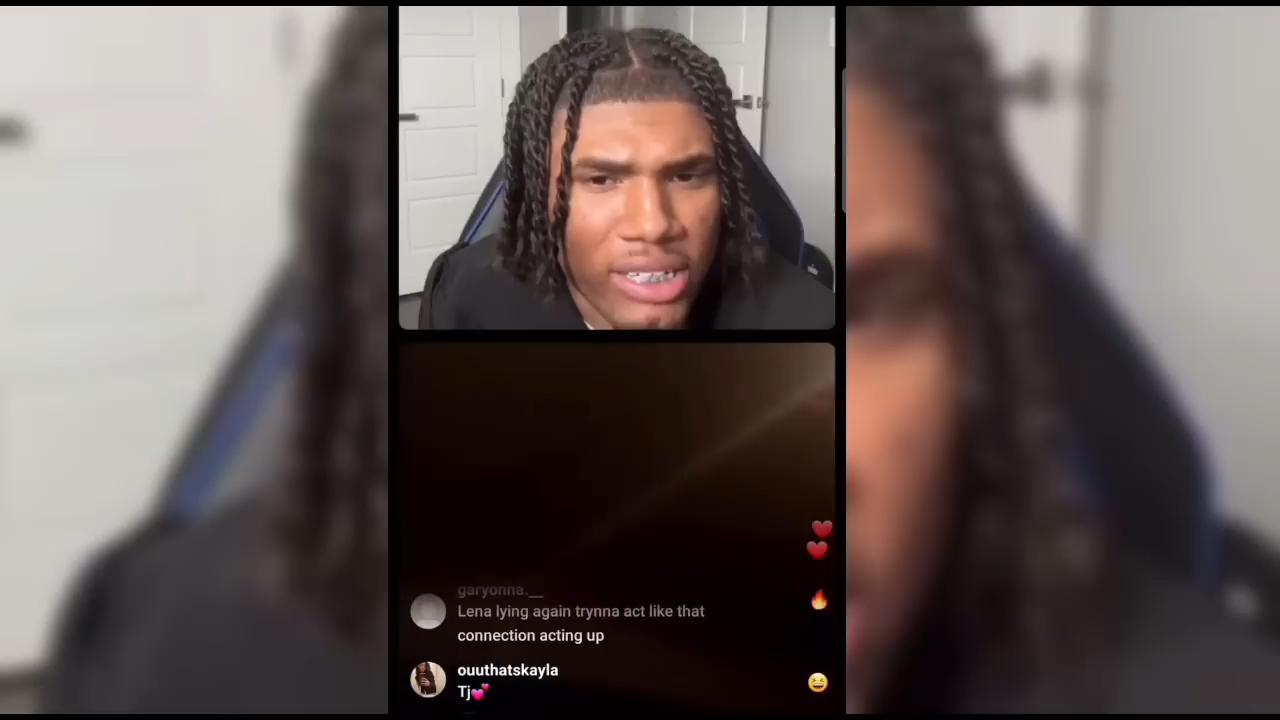 garyonna.__
Lena lying again trynna act like that
connection acting up
ouuthatskayla
Tj💕